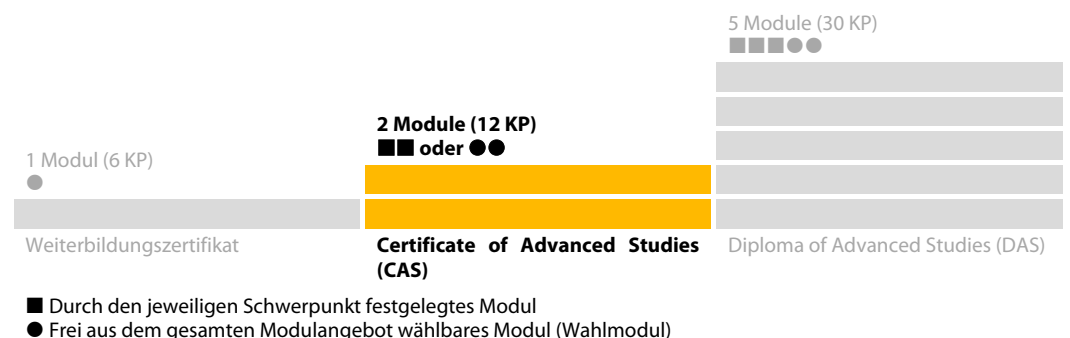 5 Module (30 KP)
■■■●●
2 Module (12 KP)
■■ oder ●●
1 Modul (6 KP)
●
Weiterbildungszertifikat
Certificate of Advanced Studies
(CAS)
Diploma of Advanced Studies (DAS)
■ Durch den jeweiligen Schwerpunkt festgelegtes Modul
● Frei aus dem gesamten Modulangebot wählbares Modul (Wahlmodul)